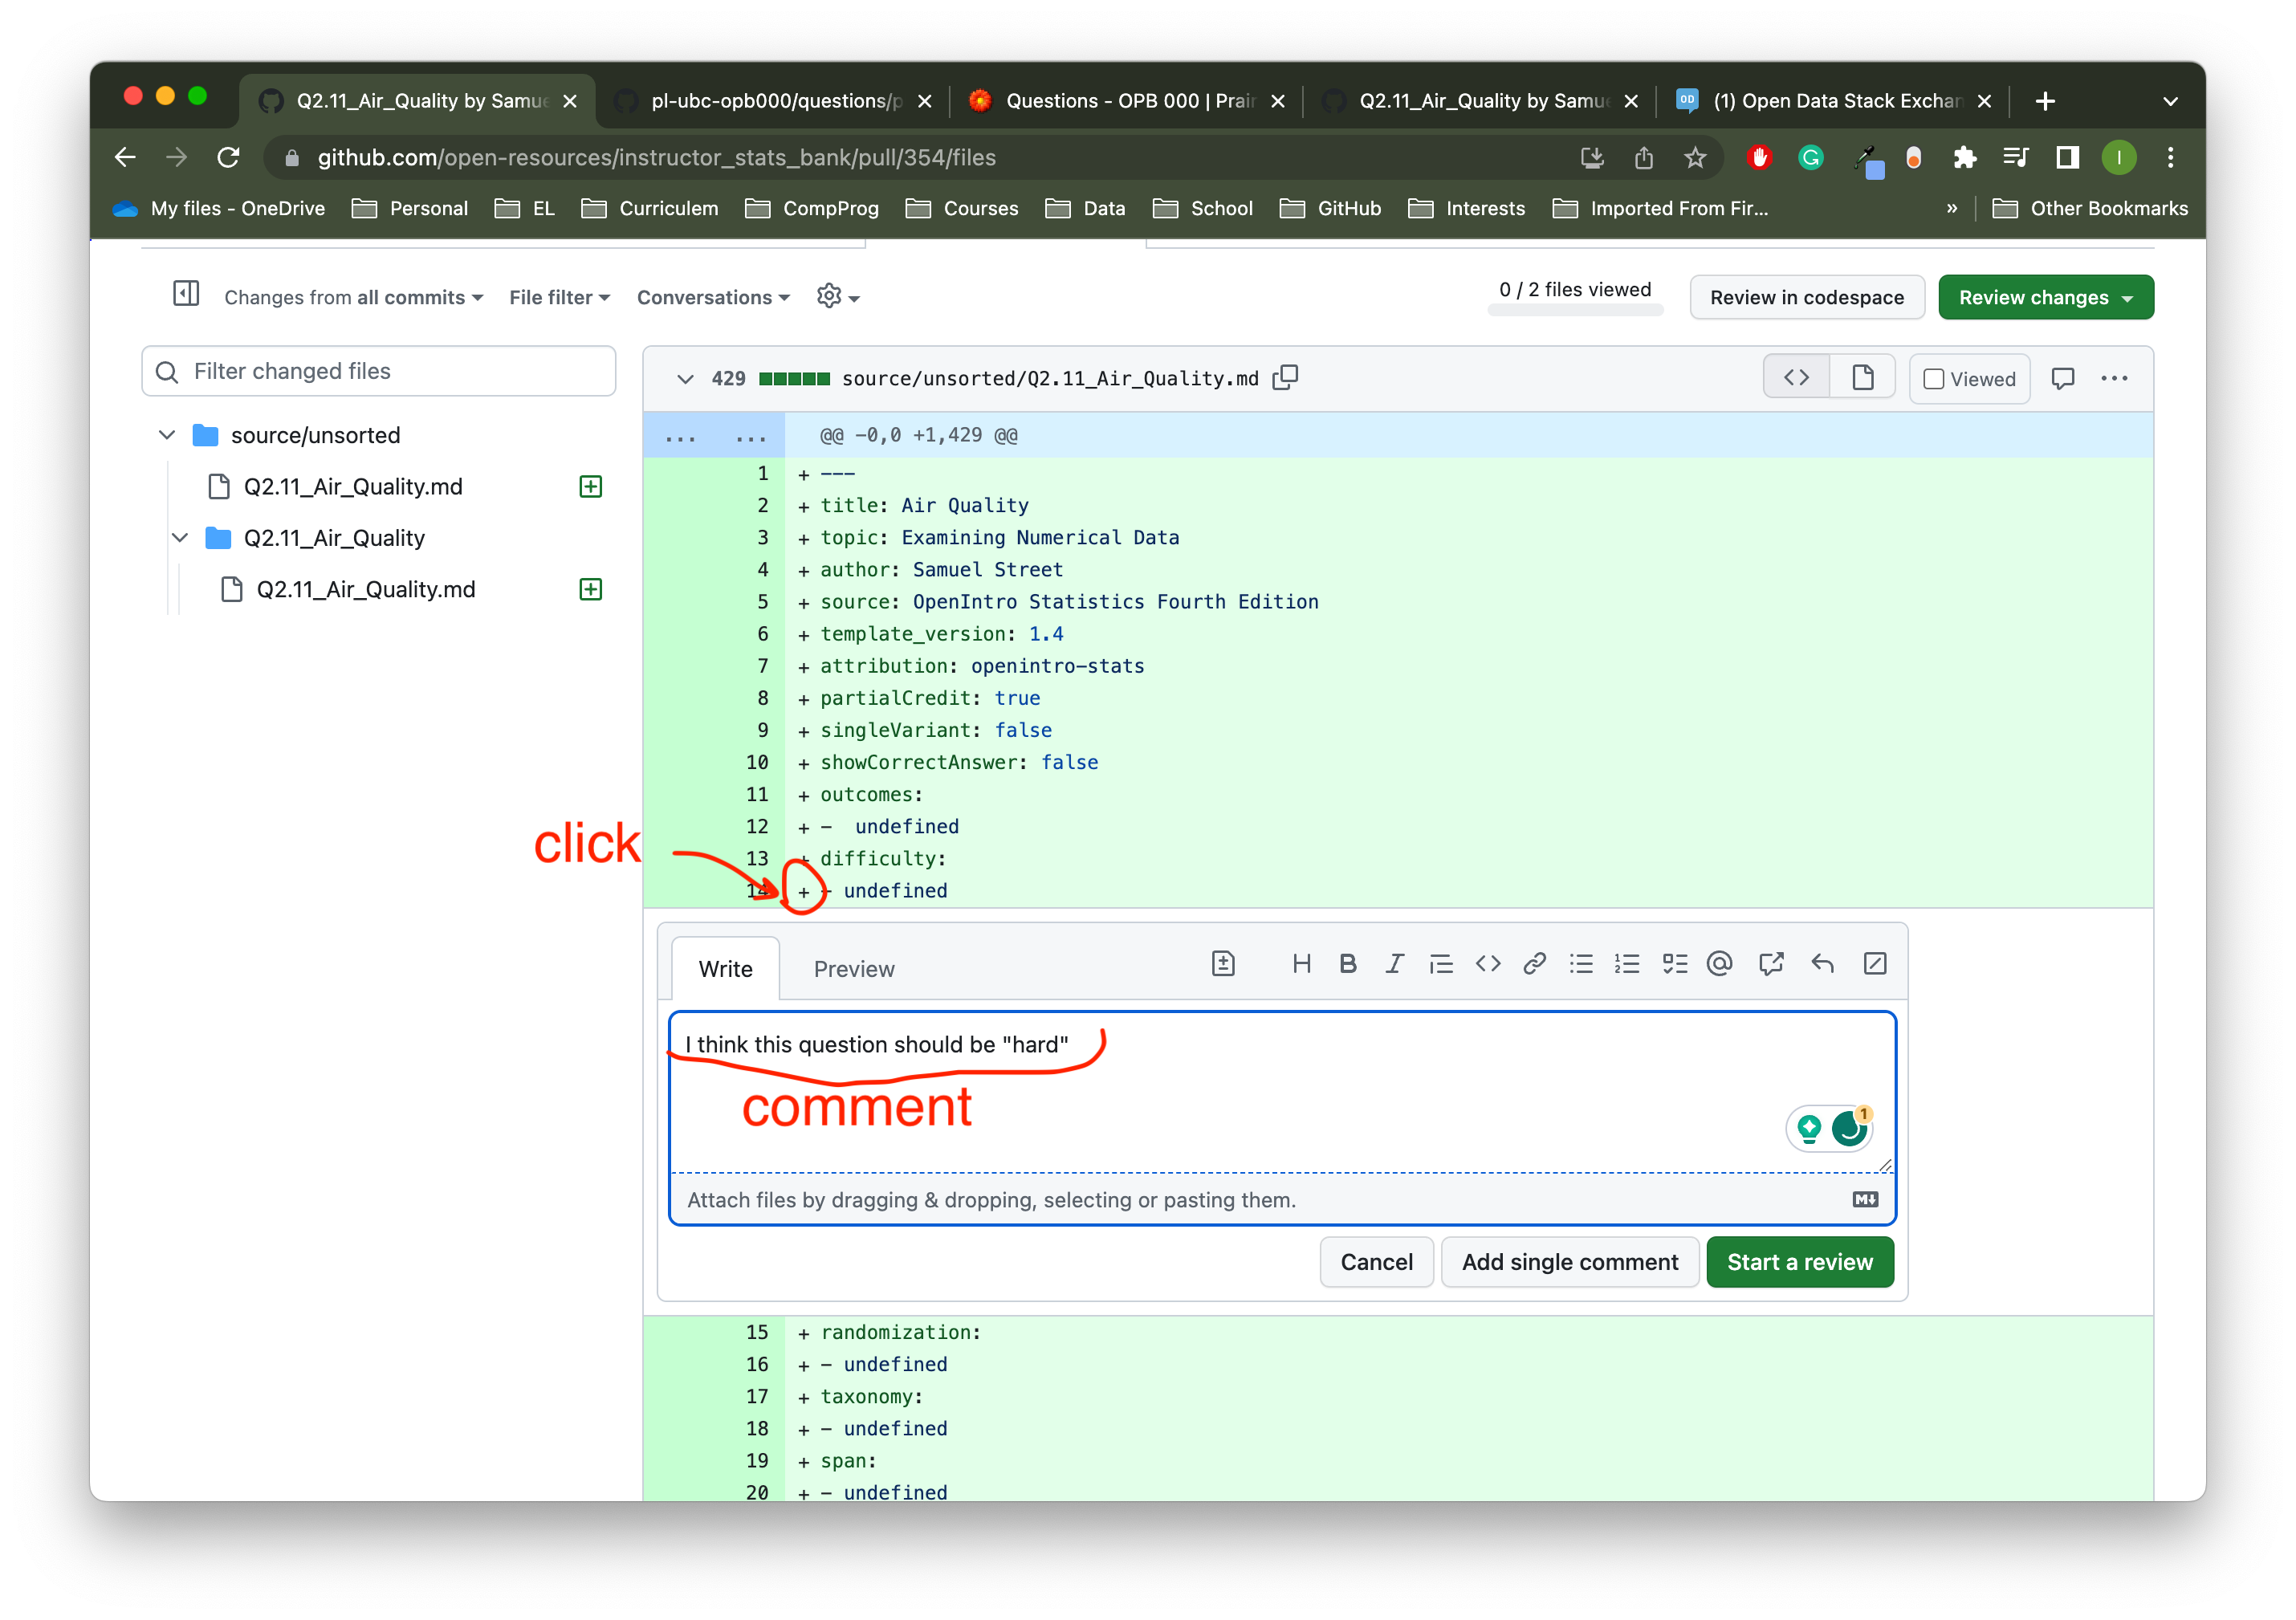 Q2.11_Air_Quality by Samue
pl-ubc-opb000/questions/p
Questions - OPB 000 | Prair
Q2.11_Air_Quality by Samue
OD
(1) Open Data Stack Exchan
github.com/open-resources/instructor_stats_bank/pull/354/files
I
My files - OneDrive
Personal
EL
Curriculem
CompProg
Courses
Data
School
GitHub
Interests
Imported From Fir...
»
Other Bookmarks
Changes from all commits
File filter
Conversations
0 / 2 files viewed
Review in codespace
Review changes
Filter changed files
source/unsorted
Q2.11_Air_Quality.md
Q2.11_Air_Quality
Q2.11_Air_Quality.md
429 source/unsorted/Q2.11_Air_Quality.md
Viewed
... ... @@ -0,0 +1,429 @@
1 + ---
2 + title: Air Quality
3 + topic: Examining Numerical Data
4 + author: Samuel Street
5 + source: OpenIntro Statistics Fourth Edition
6 + template_version: 1.4
7 + attribution: openintro-stats
8 + partialCredit: true
9 + singleVariant: false
10 + showCorrectAnswer: false
11 + outcomes:
12 + -  undefined
13 + difficulty:
click
14 + - undefined
Write
Preview
I think this question should be "hard"
comment
1
Attach files by dragging & dropping, selecting or pasting them.
Cancel
Add single comment
Start a review
15 + randomization:
16 + - undefined
17 + taxonomy:
18 + - undefined
19 + span:
20 + - undefined